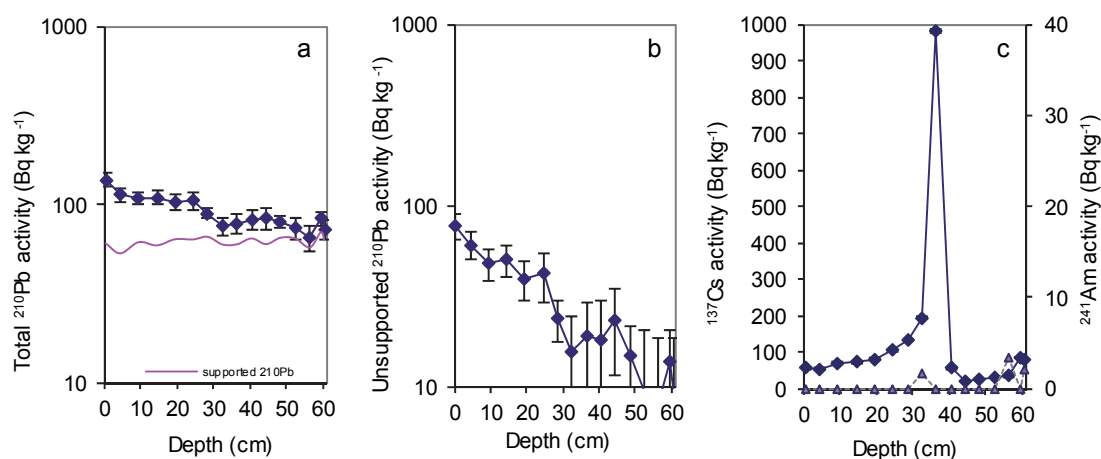 a
1000
100
10
Total ²¹⁰Pb activity (Bq kg⁻¹)
supported 210Pb
0 10 20 30 40 50 60
Depth (cm)
b
1000
100
10
Unsupported ²¹⁰Pb activity (Bq kg⁻¹)
0 10 20 30 40 50 60
Depth (cm)
c
1000
900
800
700
600
500
400
300
200
100
0
¹³⁷Cs activity (Bq kg⁻¹)
40
30
20
10
0
²⁴¹Am activity (Bq kg⁻¹)
0 10 20 30 40 50 60
Depth (cm)